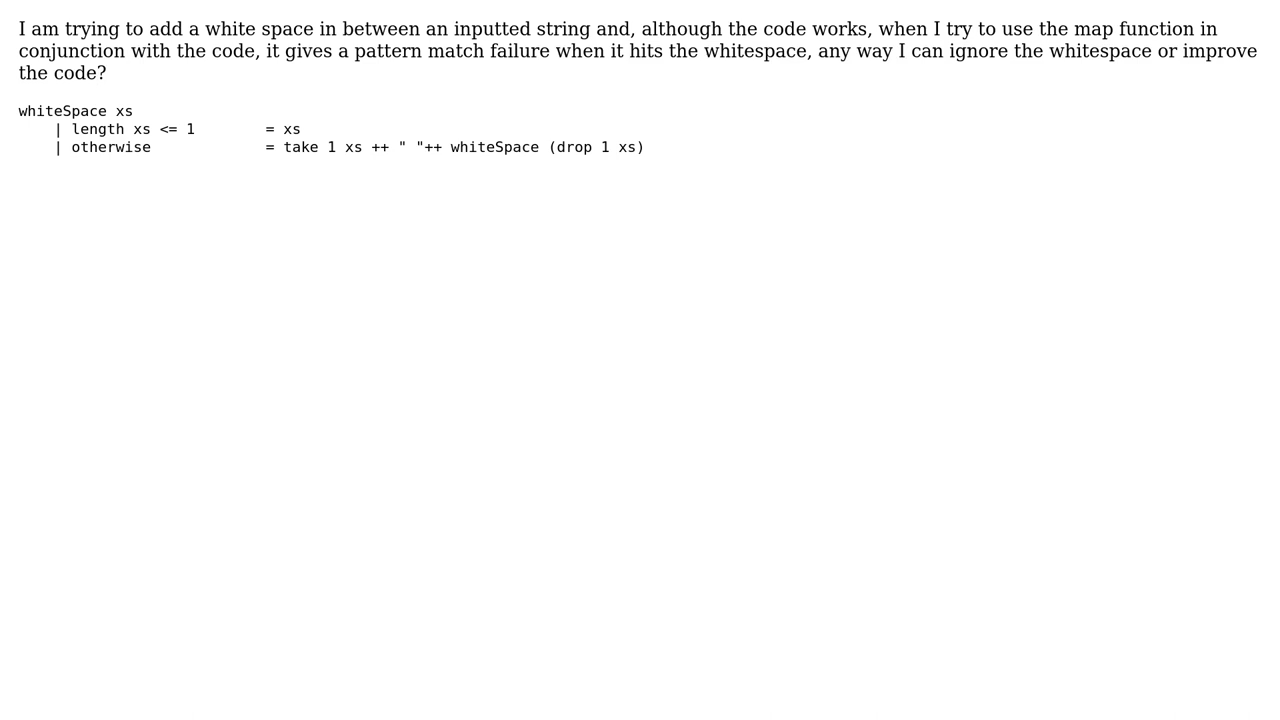 I am trying to add a white space in between an inputted string and, although the code works, when I try to use the map function in
conjunction with the code, it gives a pattern match failure when it hits the whitespace, any way I can ignore the whitespace or improve
the code?
whiteSpace xs
    | length xs <= 1        = xs
    | otherwise             = take 1 xs ++ " "++ whiteSpace (drop 1 xs)